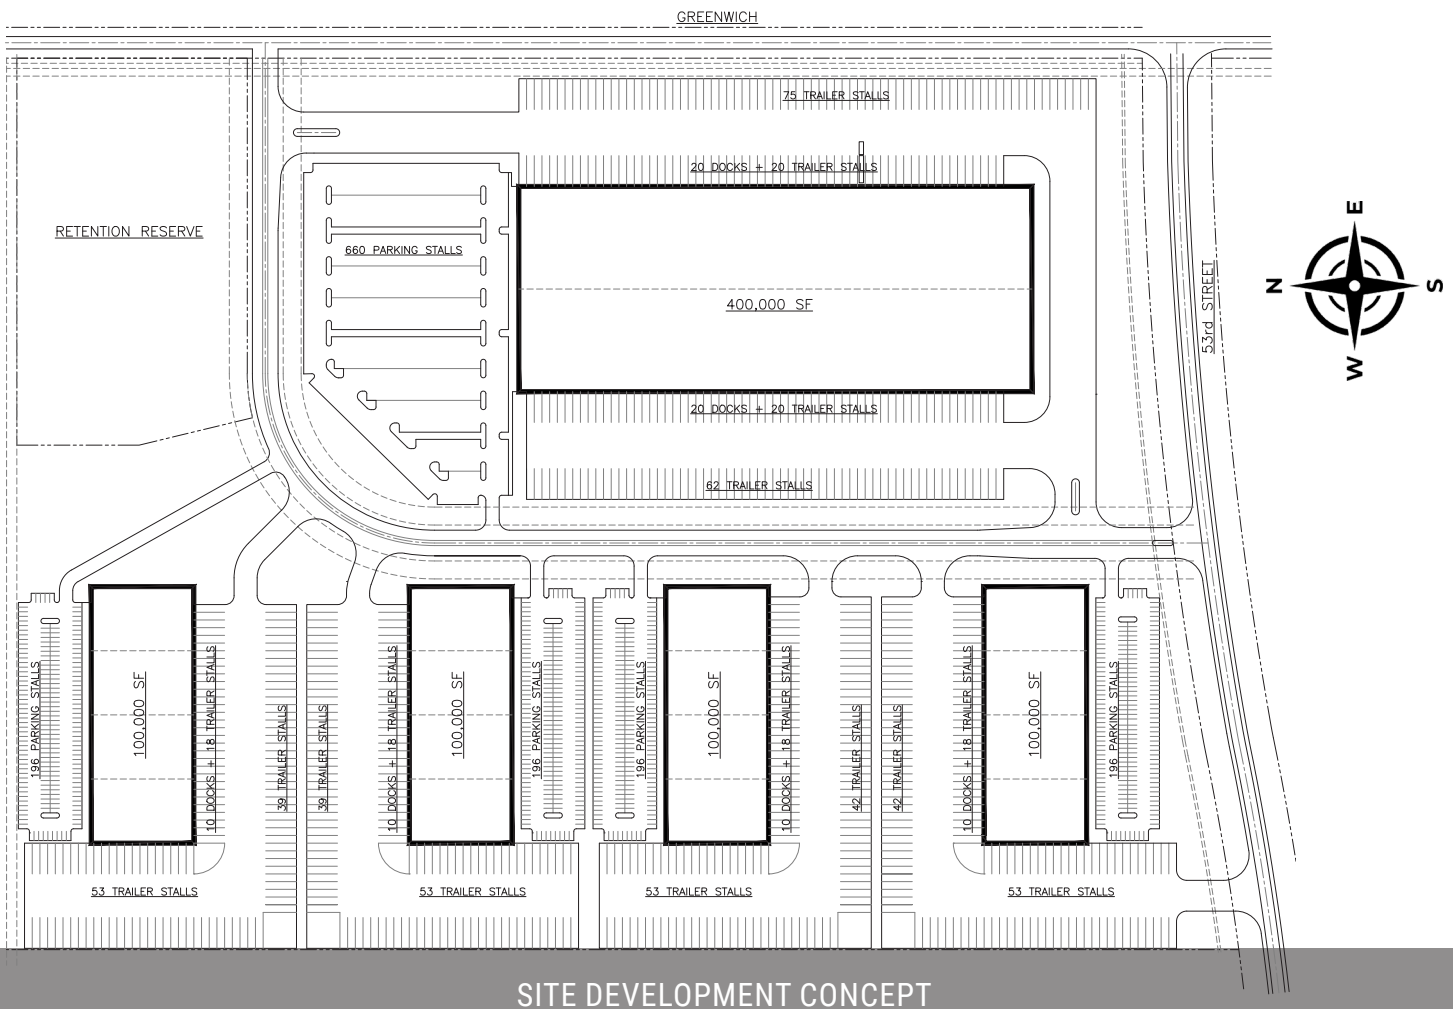 GREENWICH
75 TRAILER STALLS
20 DOCKS + 20 TRAILER STALLS
RETENTION RESERVE
660 PARKING STALLS
400,000 SF
53rd STREET
E
N
S
W
20 DOCKS + 20 TRAILER STALLS
62 TRAILER STALLS
196 PARKING STALLS
100,000 SF
10 DOCKS + 18 TRAILER STALLS
39 TRAILER STALLS
39 TRAILER STALLS
10 DOCKS + 18 TRAILER STALLS
100,000 SF
196 PARKING STALLS
196 PARKING STALLS
100,000 SF
10 DOCKS + 18 TRAILER STALLS
42 TRAILER STALLS
42 TRAILER STALLS
10 DOCKS + 18 TRAILER STALLS
100,000 SF
196 PARKING STALLS
53 TRAILER STALLS
53 TRAILER STALLS
53 TRAILER STALLS
53 TRAILER STALLS
SITE DEVELOPMENT CONCEPT